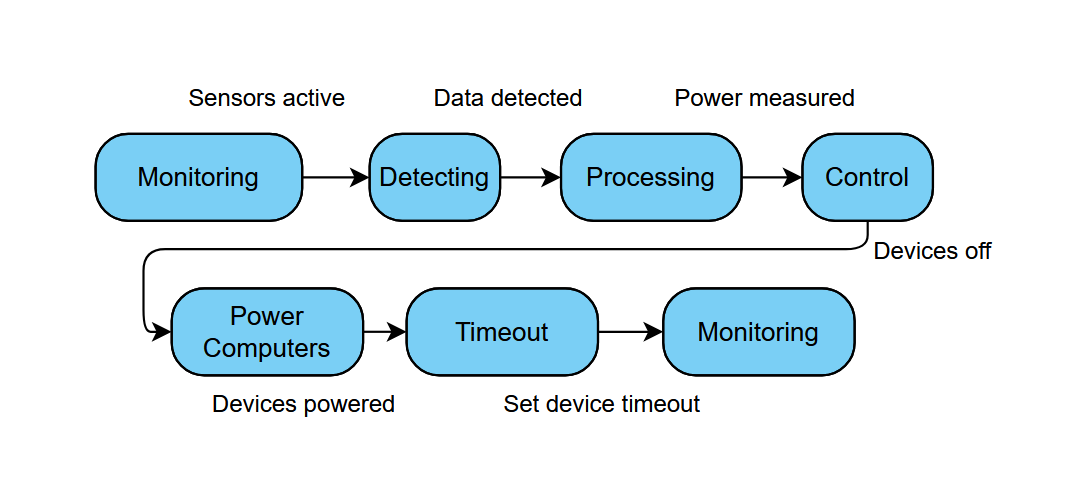 Sensors active
Data detected
Power measured
Monitoring
Detecting
Processing
Control
Devices off
Power
Computers
Timeout
Monitoring
Devices powered
Set device timeout